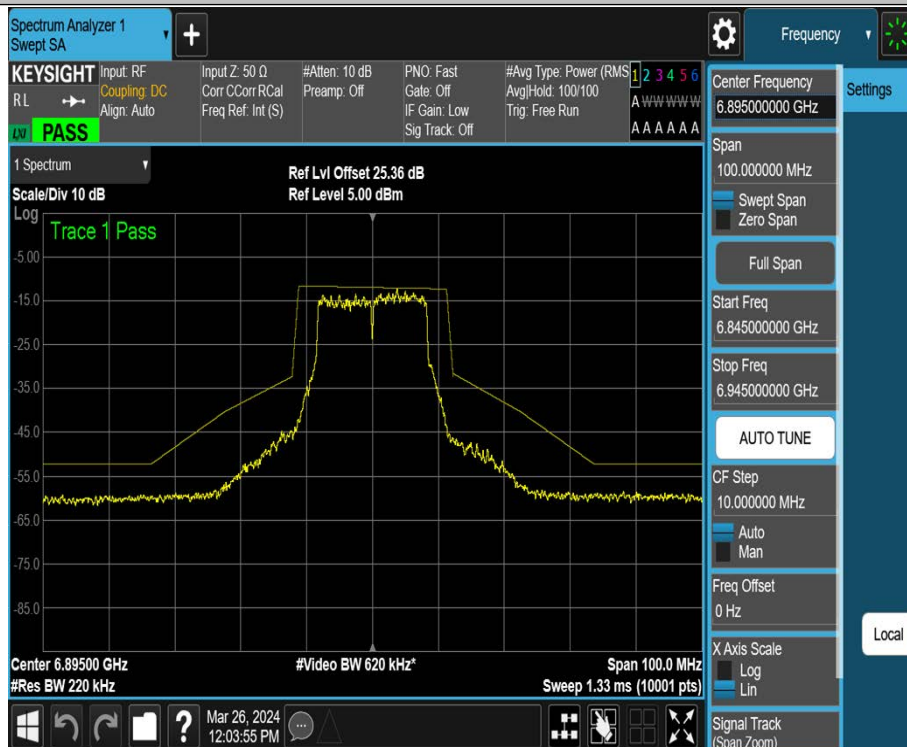 Spectrum Analyzer 1
Swept SA
+
Frequency
KEYSIGHT
RL
LXI
PASS
Input: RF
Coupling: DC
Align: Auto
Input Z: 50 Ω
Corr CCorr RCal
Freq Ref: Int (S)
#Atten: 10 dB
Preamp: Off
PNO: Fast
Gate: Off
IF Gain: Low
Sig Track: Off
#Avg Type: Power (RMS
Avg|Hold: 100/100
Trig: Free Run
1 2 3 4 5 6
A W W W W W
A A A A A A
1 Spectrum
Scale/Div 10 dB
Log
Ref Lvl Offset 25.36 dB
Ref Level 5.00 dBm
Trace 1 Pass
-5.00
-15.0
-25.0
-35.0
-45.0
-55.0
-65.0
-75.0
-85.0
Center 6.89500 GHz
#Res BW 220 kHz
#Video BW 620 kHz*
Span 100.0 MHz
Sweep 1.33 ms (10001 pts)
Mar 26, 2024
12:03:55 PM
?
Center Frequency
6.895000000 GHz
Span
100.000000 MHz
Swept Span
Zero Span
Full Span
Start Freq
6.845000000 GHz
Stop Freq
6.945000000 GHz
AUTO TUNE
CF Step
10.000000 MHz
Auto
Man
Freq Offset
0 Hz
X Axis Scale
Log
Lin
Signal Track
(Span Zoom)
Settings
Local